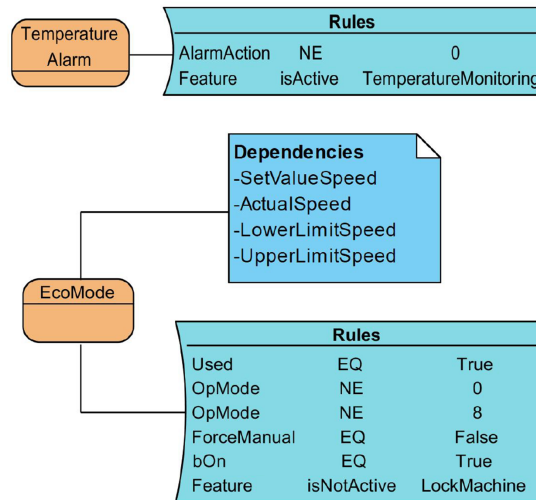 Temperature
Alarm
Rules
AlarmAction NE 0
Feature isActive TemperatureMonitoring
Dependencies
-SetValueSpeed
-ActualSpeed
-LowerLimitSpeed
-UpperLimitSpeed
EcoMode
Rules
Used EQ True
OpMode NE 0
OpMode NE 8
ForceManual EQ False
bOn EQ True
Feature isNotActive LockMachine